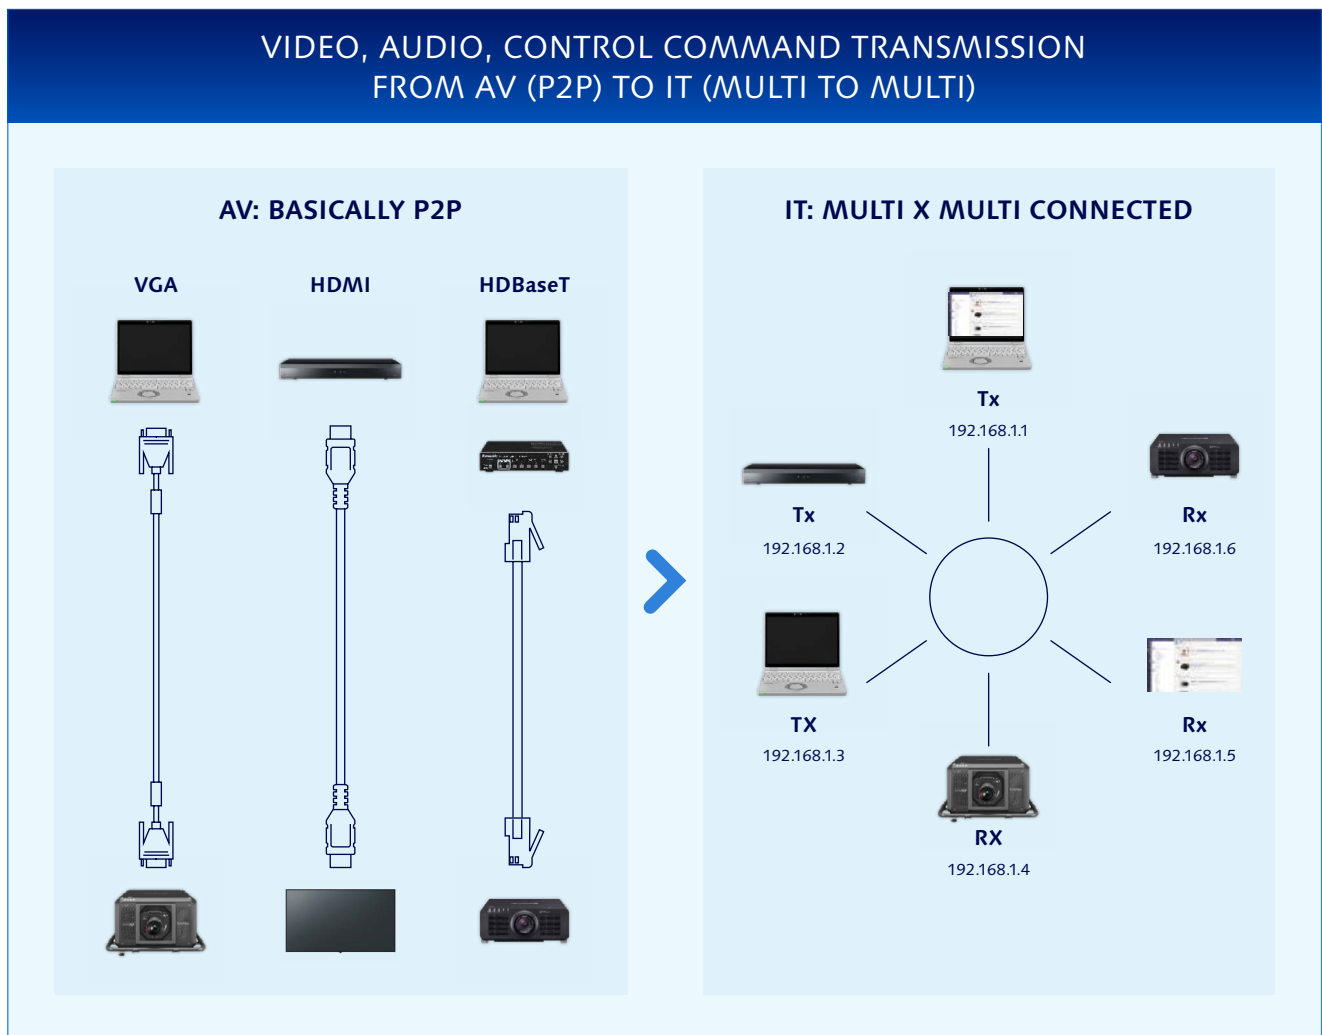 VIDEO, AUDIO, CONTROL COMMAND TRANSMISSION
FROM AV (P2P) TO IT (MULTI TO MULTI)
AV: BASICALLY P2P
VGA
HDMI
HDBaseT
IT: MULTI X MULTI CONNECTED
Tx
192.168.1.1
Tx
192.168.1.2
Rx
192.168.1.6
TX
192.168.1.3
Rx
192.168.1.5
RX
192.168.1.4